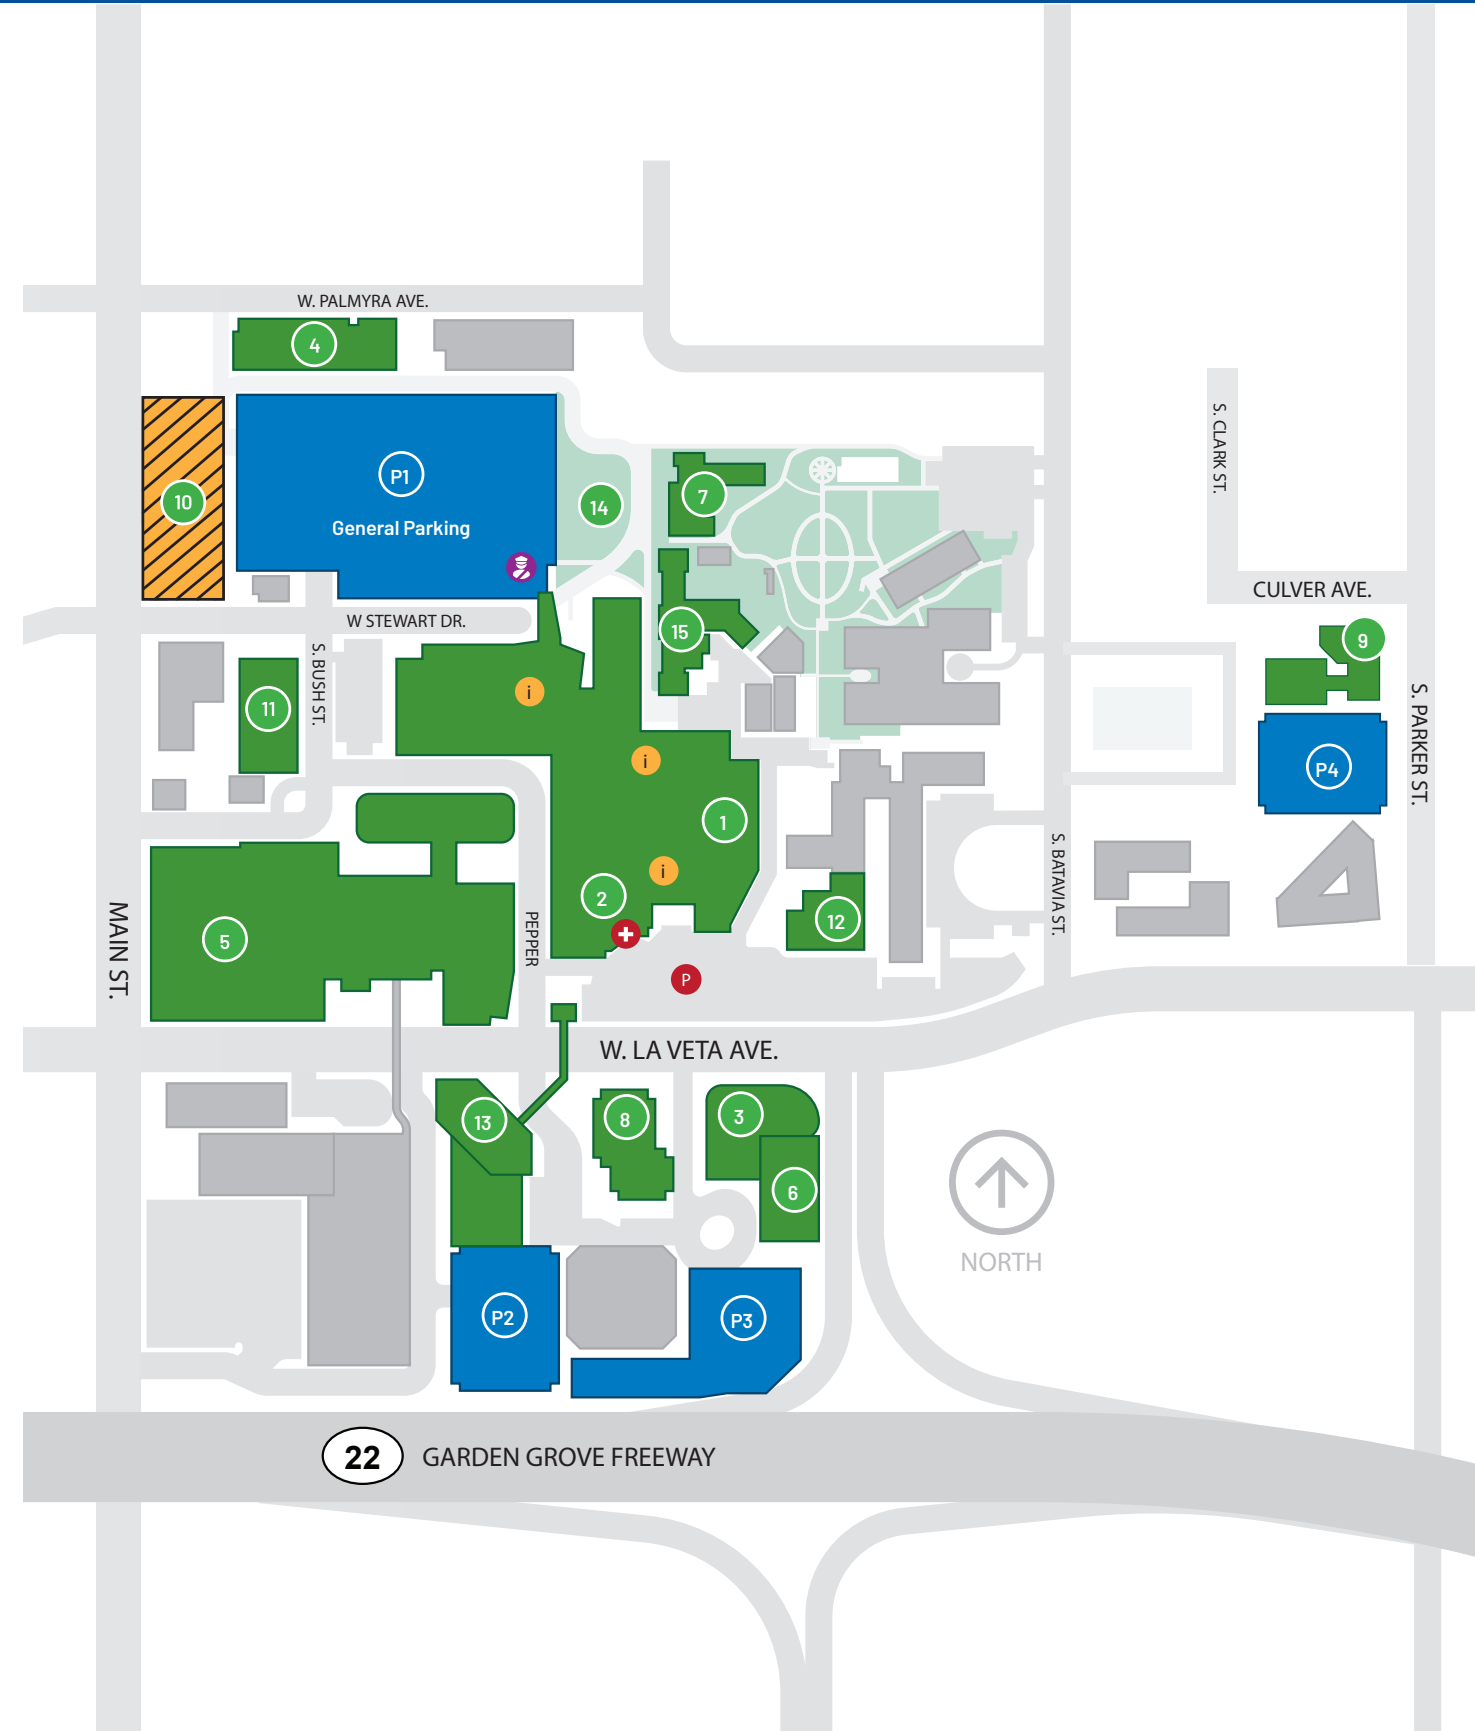 W. PALMYRA AVE.
4
10
P1
General Parking
14
7
S. CLARK ST.
CULVER AVE.
W STEWART DR.
15
9
11
S. BUSH ST.
i
i
P4
S. PARKER ST.
1
i
2
12
S. BATAVIA ST.
MAIN ST.
5
PEPPER
P
W. LA VETA AVE.
13
8
3
6
NORTH
P2
P3
22 GARDEN GROVE FREEWAY